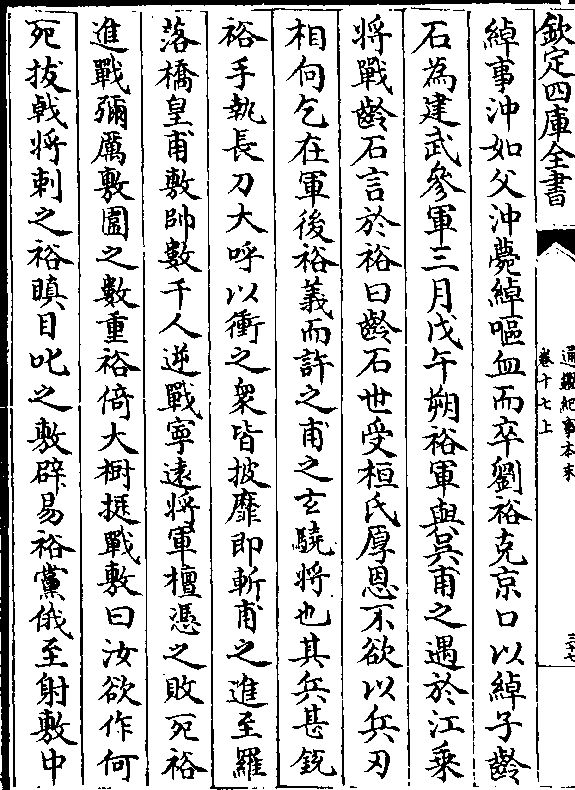 欽定四庫全書
通鑑紀事本末
卷十七上
三十七
綽事沖如父沖薨綽嘔血而卒劉裕克京口以綽子齡
石為建武參軍三月戊午朔裕軍與吳甫之遇於江乗
将戰齡石言於裕曰齡石世受桓氏厚恩不欲以兵刃
相向乞在軍後裕義而許之甫之玄驍将也其兵甚銳
裕手執長刀大呼以衝之衆皆披靡即斬甫之進至羅
落橋皇甫敷帥數千人逆戰寧遠将軍檀憑之敗死裕
進戰彌厲敷圍之數重裕倚大樹挺戰敷曰汝欲作何
死拔戟将刺之裕瞋目叱之敷辟易裕黨俄至射敷中